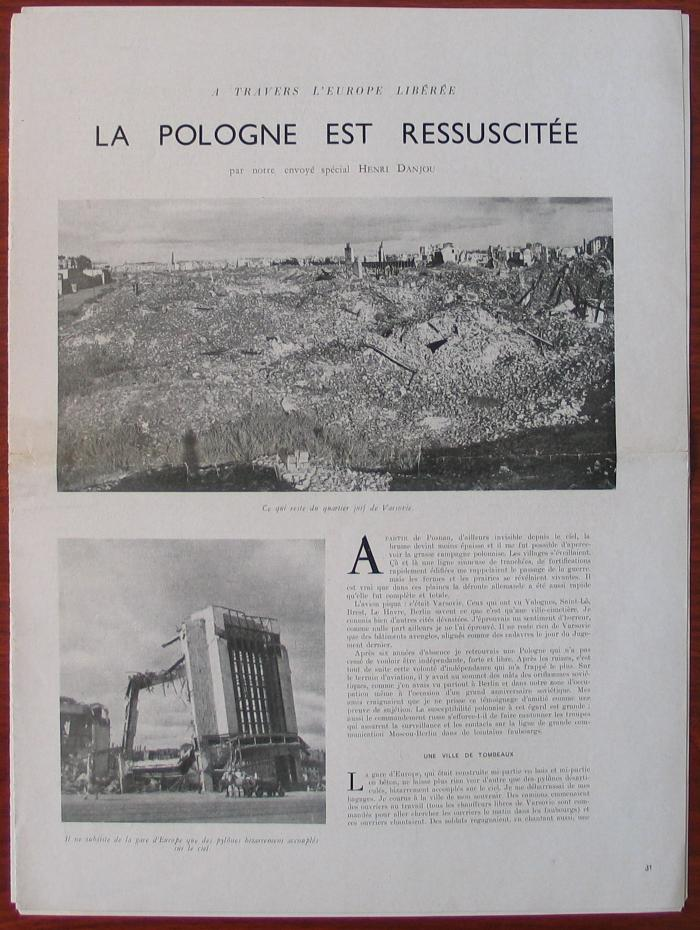 A TRAVERS L'EUROPE LIBÉRÉE
LA POLOGNE EST RESSUSCITÉE
par notre envoyé spécial HENRI DANJOU
Ce qui reste du quartier juif de Varsovie.
A PARTIR de Posnan, d'ailleurs invisible depuis le ciel, la
brume devint moins épaisse et il me fut possible d'aperce-
voir la grasse campagne polonaise. Les villages s'éveillaient.
Çà et là une ligne sinueuse de tranchées, de fortifications
rapidement édifiées me rappelaient le passage de la guerre,
mais les fermes et les prairies se révélaient vivantes. Il
est vrai que dans ces plaines la déroute allemande a été aussi rapide
qu'elle fut complète et totale.
L'avion piqua : c'était Varsovie. Ceux qui ont vu Valognes, Saint-Lô,
Brest, Le Havre, Berlin savent ce que c'est qu'une ville-cimetière. Je
connais bien d'autres cités dévastées. J'éprouvais un sentiment d'horreur,
comme nulle part ailleurs je ne l'ai éprouvé. Il ne reste rien de Varsovie
que des bâtiments aveugles, alignés comme des cadavres le jour du Juge-
ment dernier.
Après six années d'absence je retrouvais une Pologne qui n'a pas
cessé de vouloir être indépendante, forte et libre. Après les ruines, c'est
tout de suite cette volonté d'indépendance qui m'a frappé le plus. Sur
le terrain d'aviation, il y avait au sommet des mâts des oriflammes sovié-
tiques, comme j'en avais vu partout à Berlin et dans notre zone d'occu-
pation même à l'occasion d'un grand anniversaire soviétique. Mes
amis craignaient que je ne prisse ce témoignage d'amitié comme une
preuve de sujétion. La susceptibilité polonaise à cet égard est grande ;
aussi le commandement russe s'efforce-t-il de faire cantonner les troupes
qui assurent la surveillance et les soldats sur la ligne de grande com-
munication Moscou-Berlin dans de lointains faubourgs.
UNE VILLE DE TOMBEAUX
La gare d'Europe, qui était construite mi-partie en bois et mi-partie
en béton, ne laisse plus rien voir d'autre que des pylônes désarti-
culés, bizarrement accouplés sur le ciel. Je me débarrassai de mes
bagages. Je courus à la ville de mon souvenir. Des camions emmenaient
des ouvriers au travail (tous les chauffeurs libres de Varsovie sont com-
mandés pour aller chercher les ouvriers le matin dans les faubourgs) et
ces ouvriers chantaient. Des soldats regagnaient, en chantant aussi, une
Il ne subsiste de la gare d'Europe que des pylônes bizarrement accouplés
sur le ciel.
31